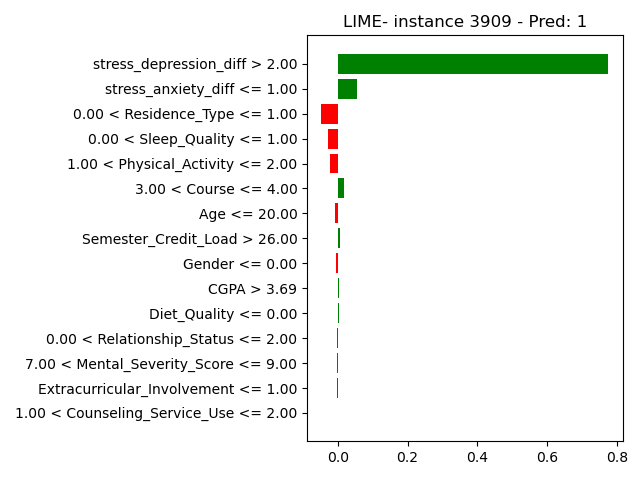 LIME- instance 3909 - Pred: 1
stress_depression_diff > 2.00
stress_anxiety_diff <= 1.00
0.00 < Residence_Type <= 1.00
0.00 < Sleep_Quality <= 1.00
1.00 < Physical_Activity <= 2.00
3.00 < Course <= 4.00
Age <= 20.00
Semester_Credit_Load > 26.00
Gender <= 0.00
CGPA > 3.69
Diet_Quality <= 0.00
0.00 < Relationship_Status <= 2.00
7.00 < Mental_Severity_Score <= 9.00
Extracurricular_Involvement <= 1.00
1.00 < Counseling_Service_Use <= 2.00
0.0 0.2 0.4 0.6 0.8